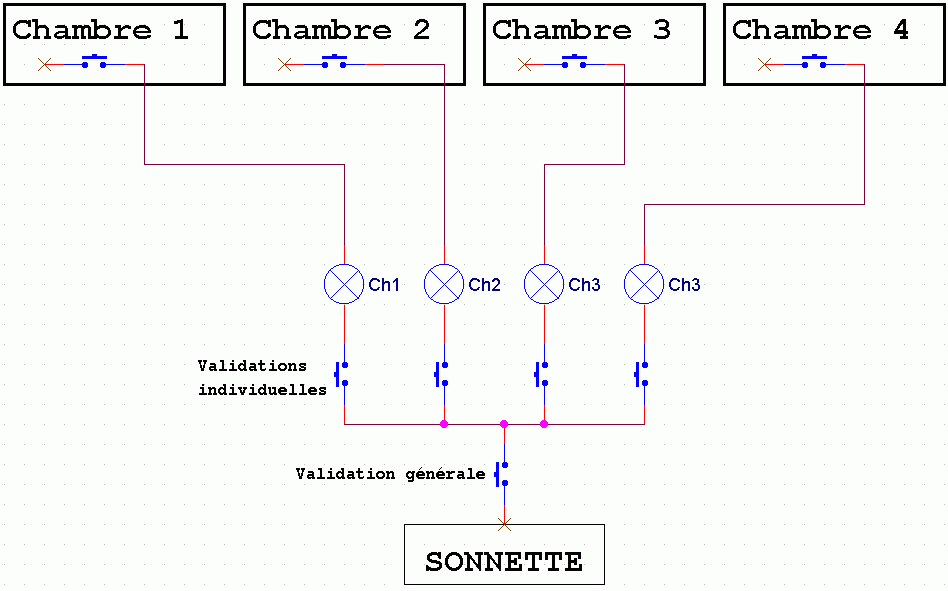 Chambre 1
Chambre 2
Chambre 3
Chambre 4
Ch1
Ch2
Ch3
Ch3
Validations
individuelles
Validation générale
SONNETTE